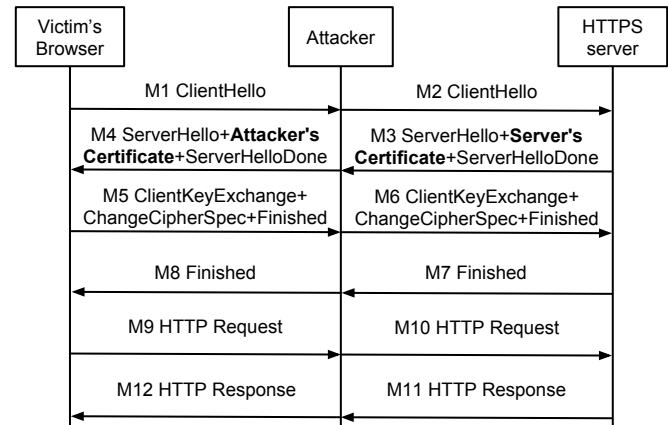 Victim's
Browser
Attacker
HTTPS
server
M1 ClientHello
M2 ClientHello
M4 ServerHello+Attacker's
Certificate+ServerHelloDone
M3 ServerHello+Server's
Certificate+ServerHelloDone
M5 ClientKeyExchange+
ChangeCipherSpec+Finished
M6 ClientKeyExchange+
ChangeCipherSpec+Finished
M8 Finished
M7 Finished
M9 HTTP Request
M10 HTTP Request
M12 HTTP Response
M11 HTTP Response